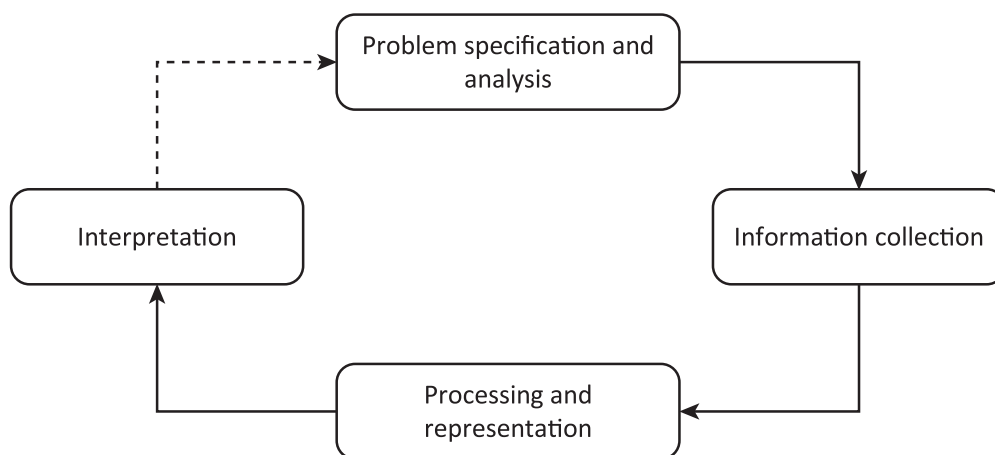 Problem specification and
analysis
Interpretation
Information collection
Processing and
representation